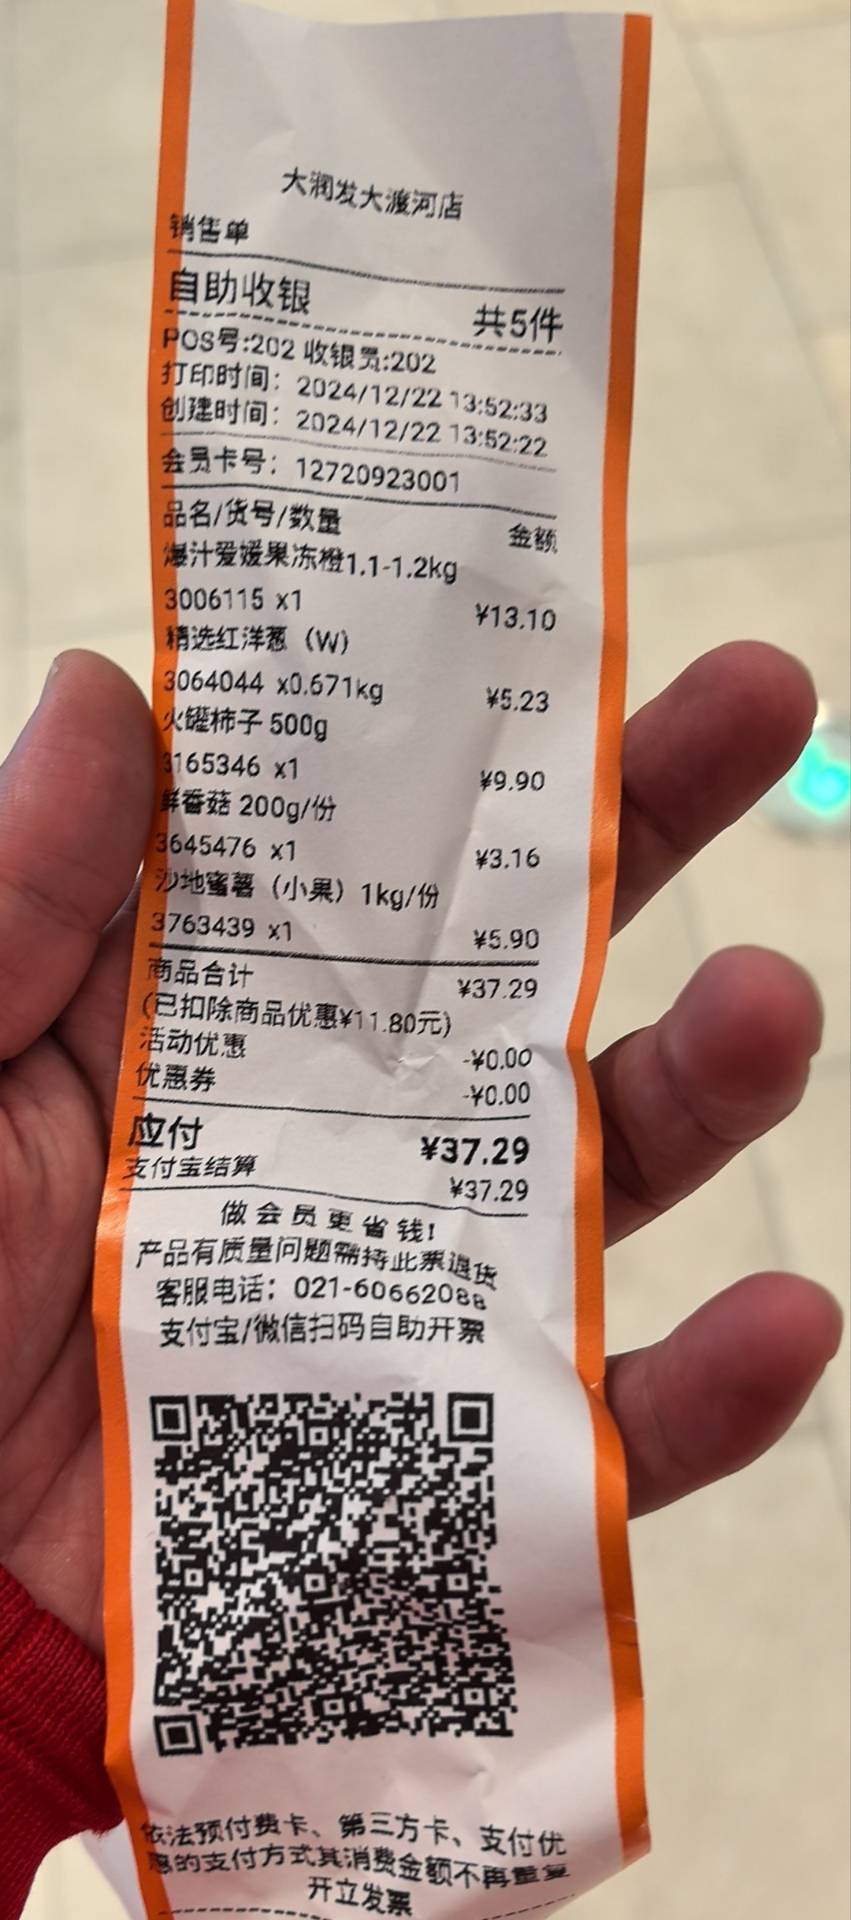 大润发大渡河店
销售单
自助收银 共5件
POS号:202 收银员:202
打印时间：2024/12/22 13:52:33
创建时间：2024/12/22 13:52:22
会员卡号：12720923001
品名/货号/数量 金额
爆汁爱媛果冻橙1.1-1.2kg
3006115 x1 ¥13.10
精选红洋葱（W）
3064044 x0.671kg ¥5.23
火罐柿子 500g
3165346 x1 ¥9.90
鲜香菇 200g/份
3645476 x1 ¥3.16
沙地蜜薯（小果）1kg/份
3763439 x1 ¥5.90
商品合计 ¥37.29
(已扣除商品优惠¥11.80元)
活动优惠 -¥0.00
优惠券 -¥0.00
应付 ¥37.29
支付宝结算 ¥37.29
做会员更省钱!
产品有质量问题需持此票退货
客服电话：021-60662088
支付宝/微信扫码自助开票
依法预付费卡、第三方卡、支付优
惠的支付方式其消费金额不再重复
开立发票